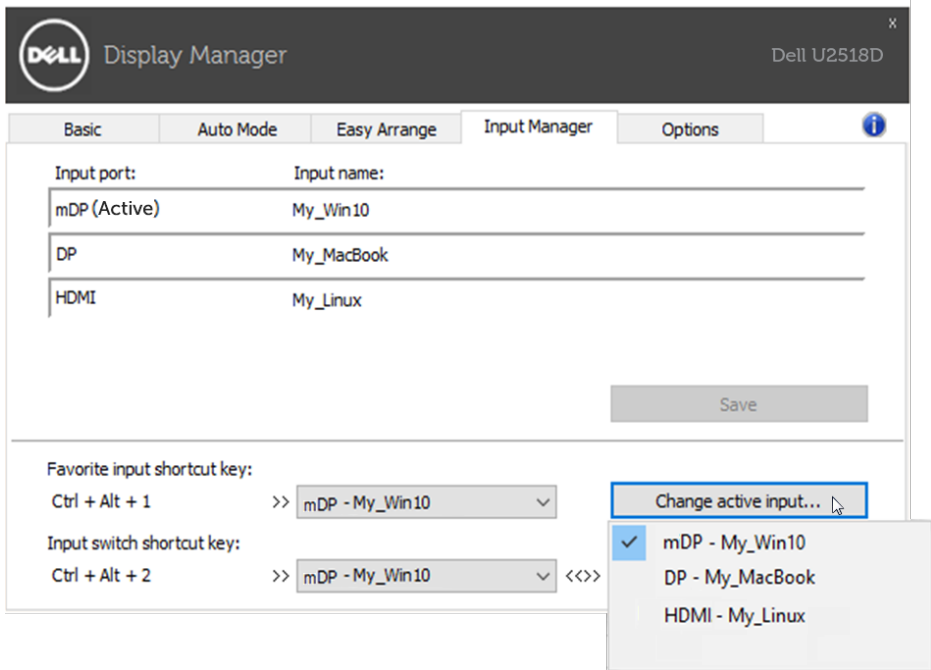 DELL Display Manager
x
Dell U2518D
Basic Auto Mode Easy Arrange Input Manager Options i
Input port: Input name:
mDP (Active) My_Win10
DP My_MacBook
HDMI My_Linux
Save
Favorite input shortcut key:
Ctrl + Alt + 1 >> mDP - My_Win10 Change active input...
Input switch shortcut key:
Ctrl + Alt + 2 >> mDP - My_Win10 <<>>
mDP - My_Win10
DP - My_MacBook
HDMI - My_Linux